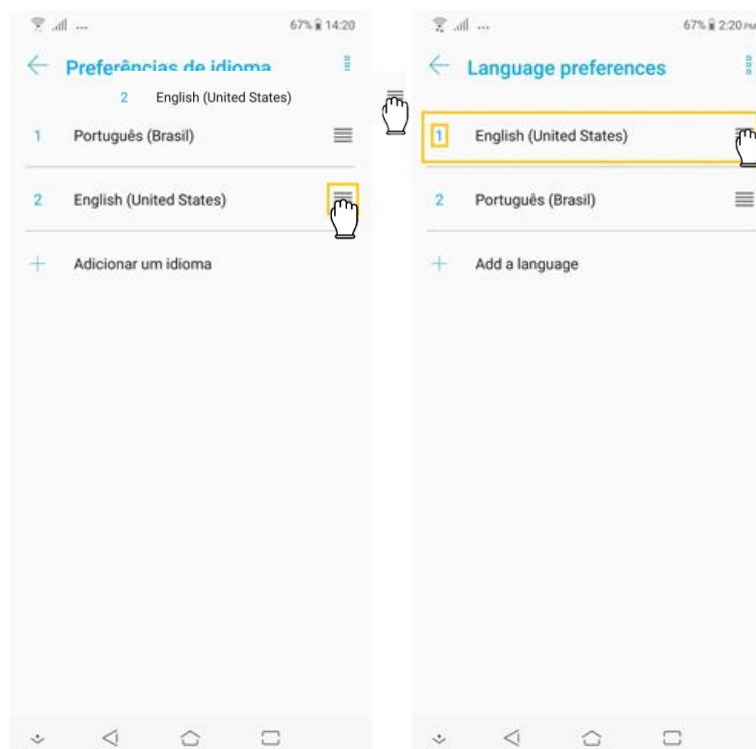 67% 14:20
Preferências de idioma
2 English (United States)
1 Português (Brasil)
2 English (United States)
Adicionar um idioma
67% 2:20 PM
Language preferences
1 English (United States)
2 Português (Brasil)
Add a language